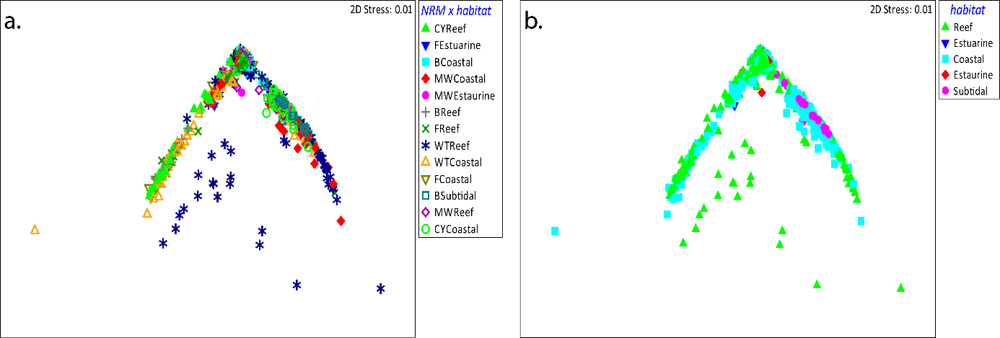 a.
2D Stress: 0.01
NRM x habitat
CYReef
FEstuarine
BCoastal
MWCoastal
MWEstaurine
BReef
FReef
WTReef
WTCoastal
FCoastal
BSubtidal
MWReef
CYCoastal
b.
2D Stress: 0.01
habitat
Reef
Estuarine
Coastal
Estaurine
Subtidal